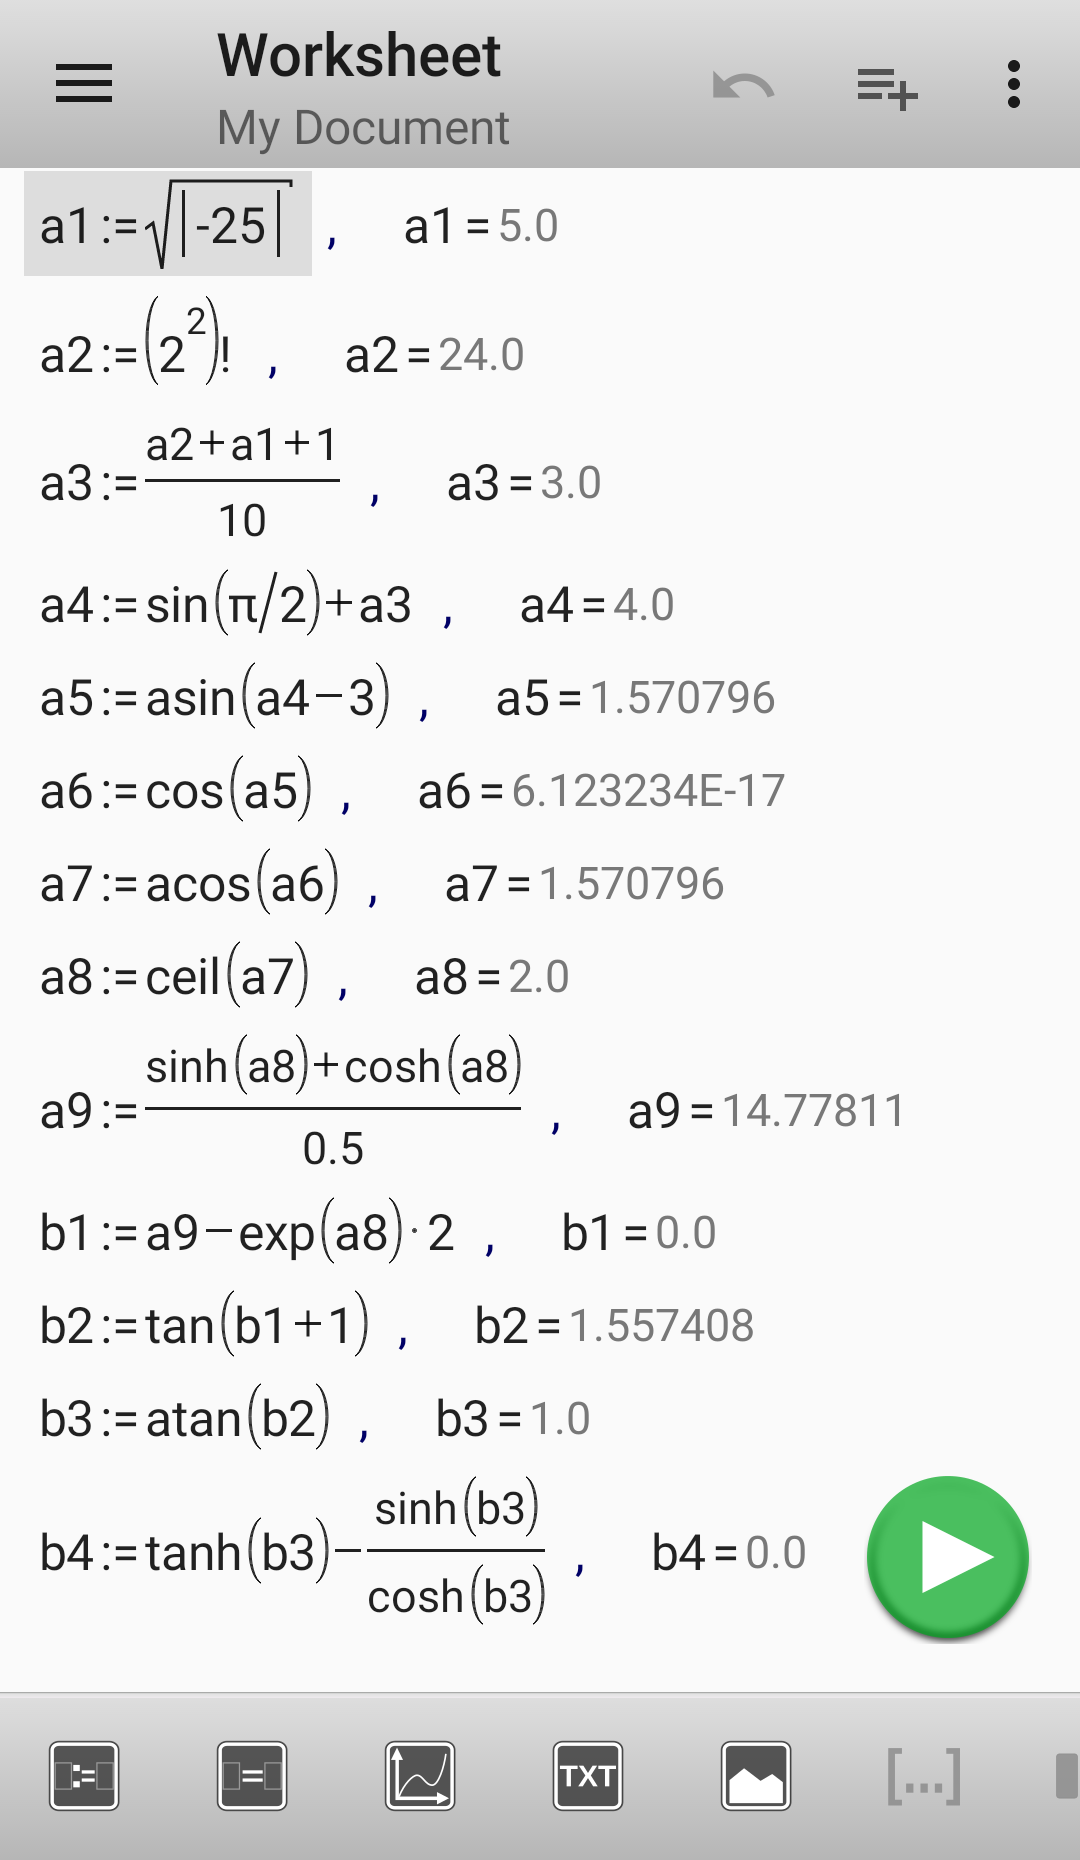 Worksheet
My Document
a1:=√|-25| , a1=5.0
a2:=(2²)! , a2=24.0
a3:=
a2+a1+1
10
, a3=3.0
a4:=sin(π/2)+a3 , a4=4.0
a5:=asin(a4−3) , a5=1.570796
a6:=cos(a5) , a6=6.123234E-17
a7:=acos(a6) , a7=1.570796
a8:=ceil(a7) , a8=2.0
a9:=
sinh(a8)+cosh(a8)
0.5
, a9=14.77811
b1:=a9−exp(a8)·2 , b1=0.0
b2:=tan(b1+1) , b2=1.557408
b3:=atan(b2) , b3=1.0
b4:=tanh(b3)−
sinh(b3)
cosh(b3)
, b4=0.0
:= = TXT [...]